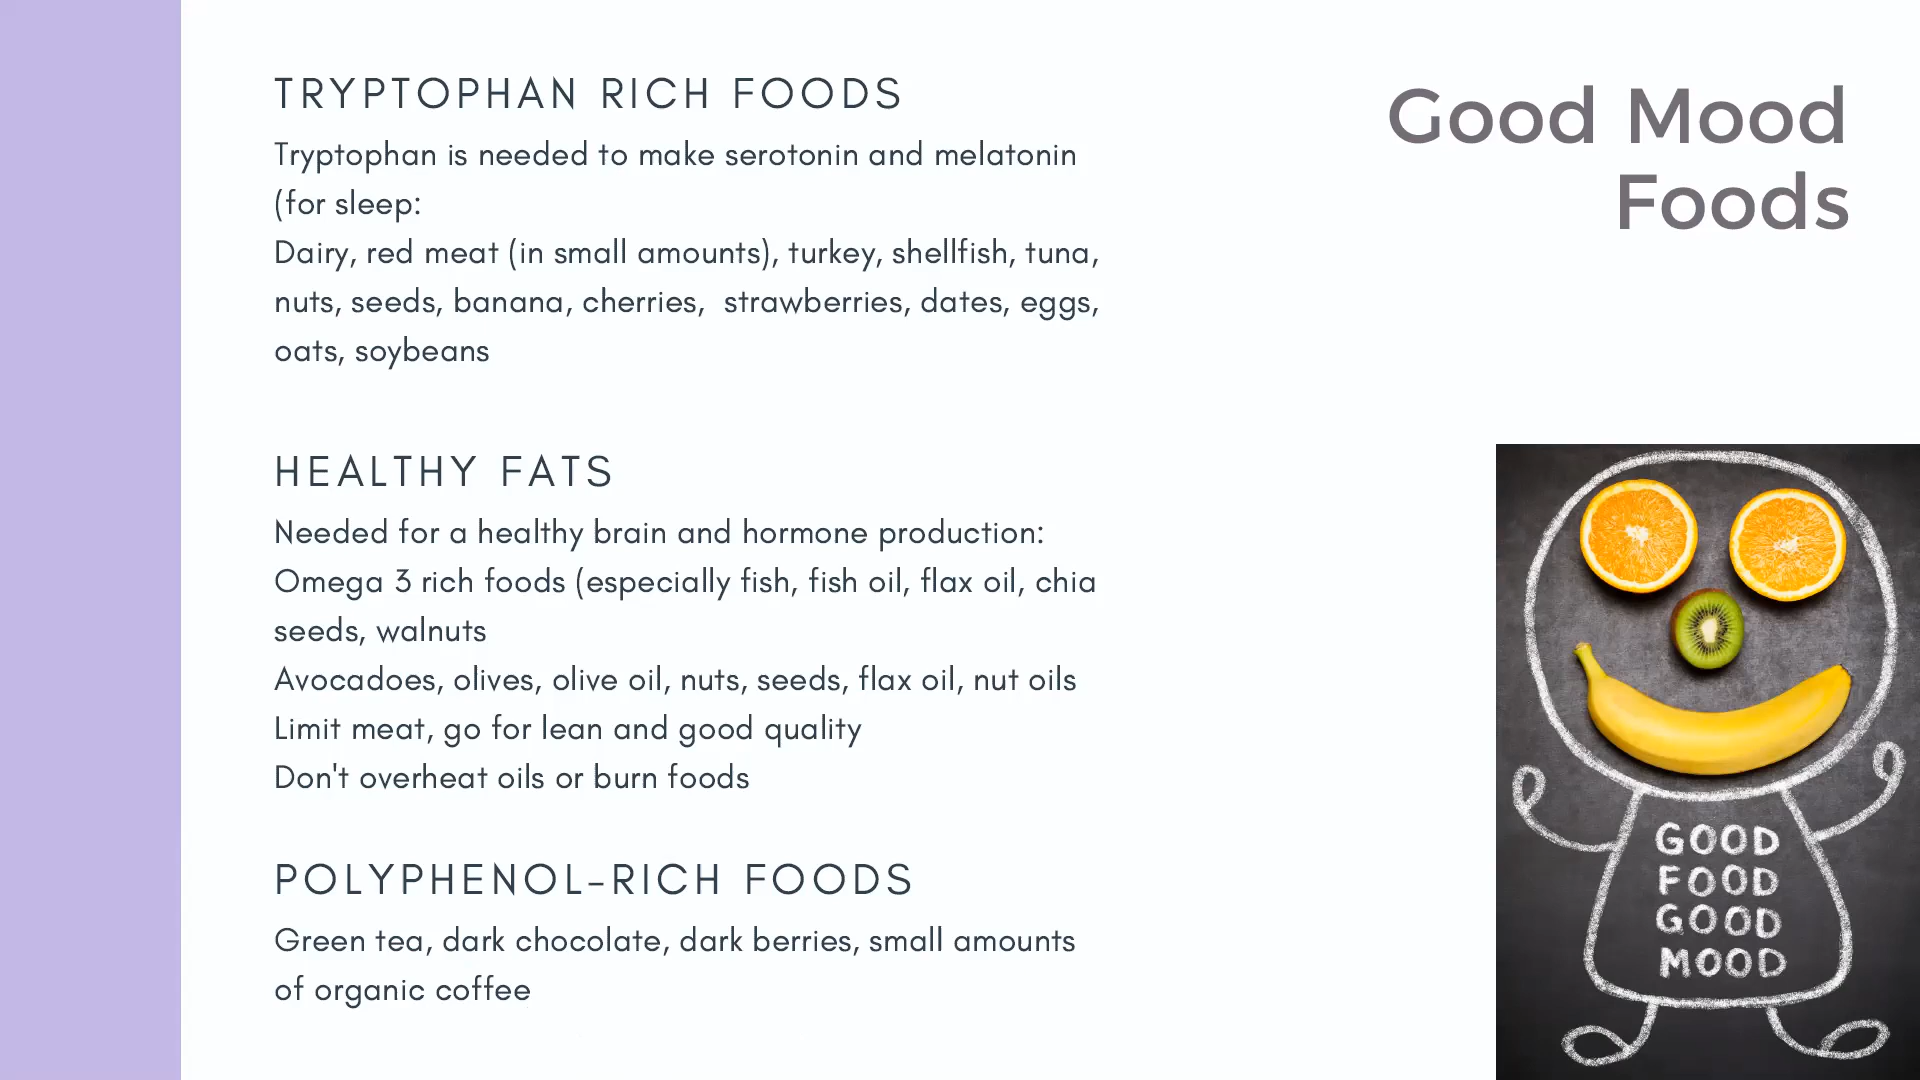 TRYPTOPHAN RICH FOODS
Tryptophan is needed to make serotonin and melatonin
(for sleep:
Dairy, red meat (in small amounts), turkey, shellfish, tuna,
nuts, seeds, banana, cherries,  strawberries, dates, eggs,
oats, soybeans
HEALTHY FATS
Needed for a healthy brain and hormone production:
Omega 3 rich foods (especially fish, fish oil, flax oil, chia
seeds, walnuts
Avocadoes, olives, olive oil, nuts, seeds, flax oil, nut oils
Limit meat, go for lean and good quality
Don't overheat oils or burn foods
POLYPHENOL-RICH FOODS
Green tea, dark chocolate, dark berries, small amounts
of organic coffee
Good Mood
Foods
GOOD
FOOD
GOOD
MOOD